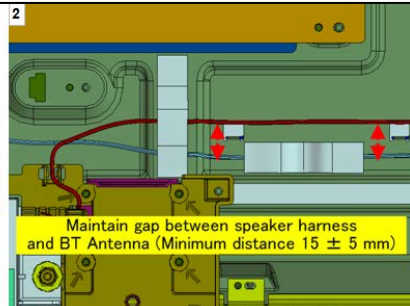 2
Maintain gap between speaker harness
and BT Antenna (Minimum distance 15 ± 5 mm)